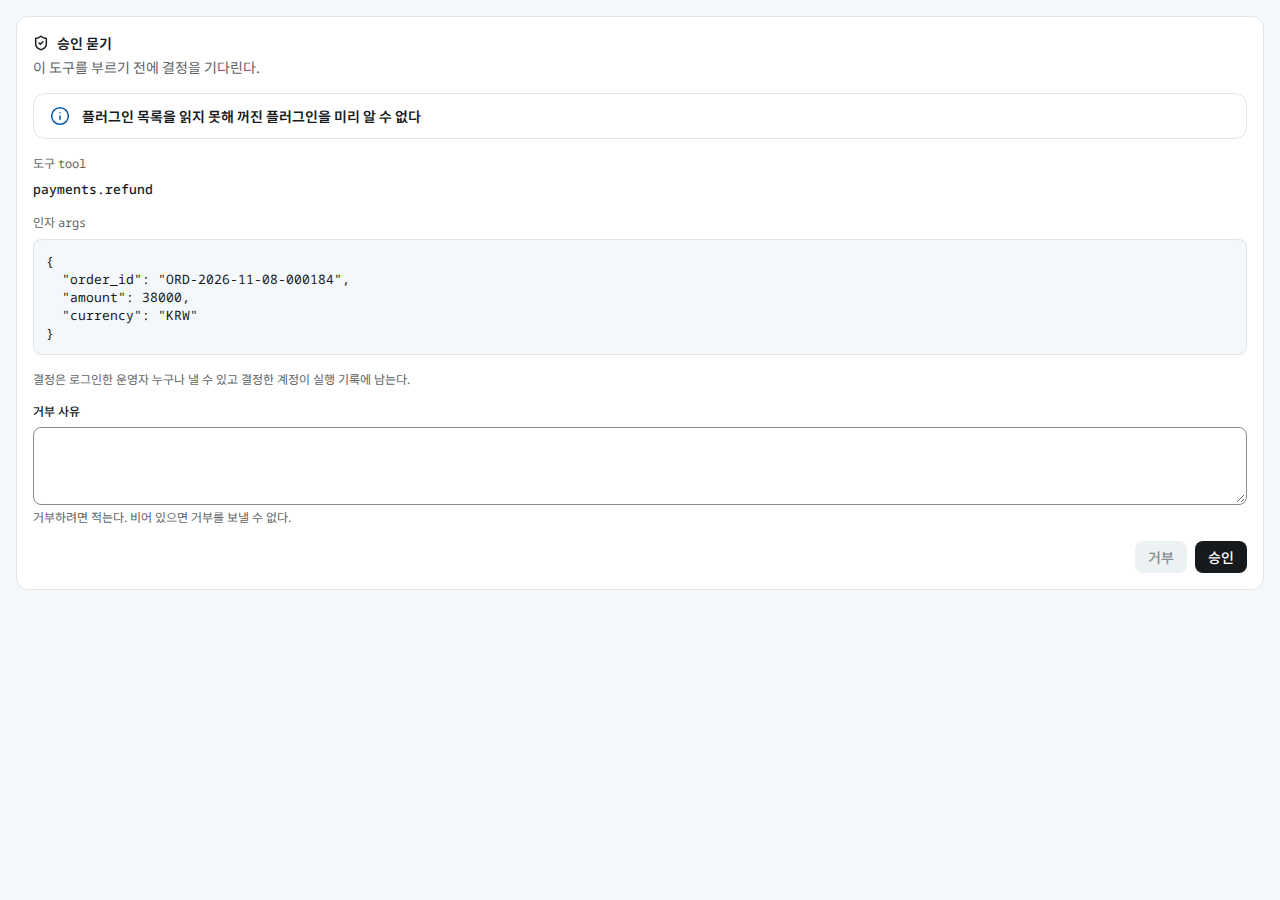 승인 묻기
이 도구를 부르기 전에 결정을 기다린다.
플러그인 목록을 읽지 못해 꺼진 플러그인을 미리 알 수 없다
도구 tool
payments.refund
인자 args
{
  "order_id": "ORD-2026-11-08-000184",
  "amount": 38000,
  "currency": "KRW"
}
결정은 로그인한 운영자 누구나 낼 수 있고 결정한 계정이 실행 기록에 남는다.
거부 사유
거부하려면 적는다. 비어 있으면 거부를 보낼 수 없다.
거부 승인